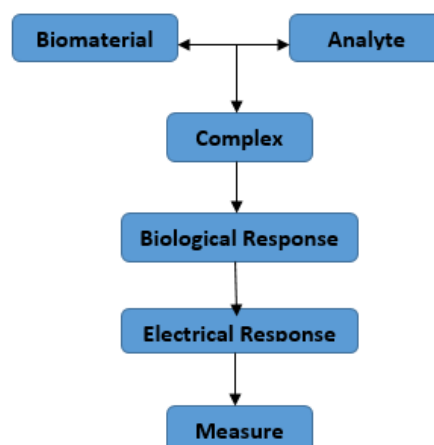 Biomaterial
Analyte
Complex
Biological Response
Electrical Response
Measure